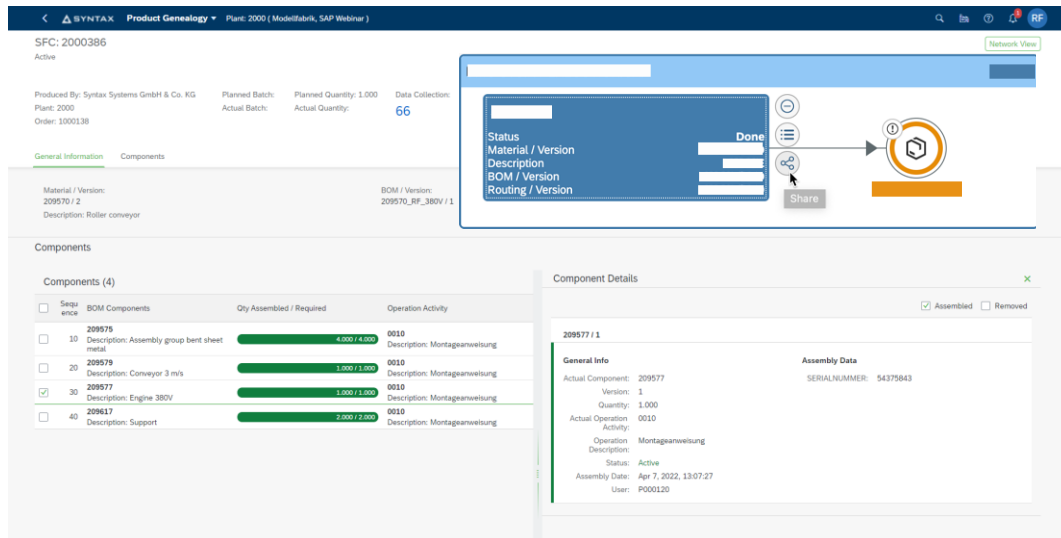 SYNTAX Product Genealogy Plant: 2000 ( Modellfabrik, SAP Webinar ) 1 RF
SFC: 2000386
Active
Network View
Produced By: Syntax Systems GmbH & Co. KG Planned Batch: Planned Quantity: 1.000 Data Collection:
Plant: 2000 Actual Batch: Actual Quantity: 66
Order: 1000138
General Information Components
Material / Version: BOM / Version:
209570 / 2 209570_RF_380V / 1
Description: Roller conveyor
Status Done
Material / Version
Description
BOM / Version
Routing / Version
Share
Components
Components (4)
Sequ
ence BOM Components Qty Assembled / Required Operation Activity
10 209575 4.000 / 4.000 0010
Description: Assembly group bent sheet Description: Montageanweisung
metal
20 209579 1.000 / 1.000 0010
Description: Conveyor 3 m/s Description: Montageanweisung
30 209577 1.000 / 1.000 0010
Description: Engine 380V Description: Montageanweisung
40 209617 2.000 / 2.000 0010
Description: Support Description: Montageanweisung
Component Details
Assembled Removed
209577 / 1
General Info Assembly Data
Actual Component: 209577 SERIALNUMMER: 54375843
Version: 1
Quantity: 1.000
Actual Operation 0010
Activity:
Operation Montageanweisung
Description:
Status: Active
Assembly Date: Apr 7, 2022, 13:07:27
User: P000120